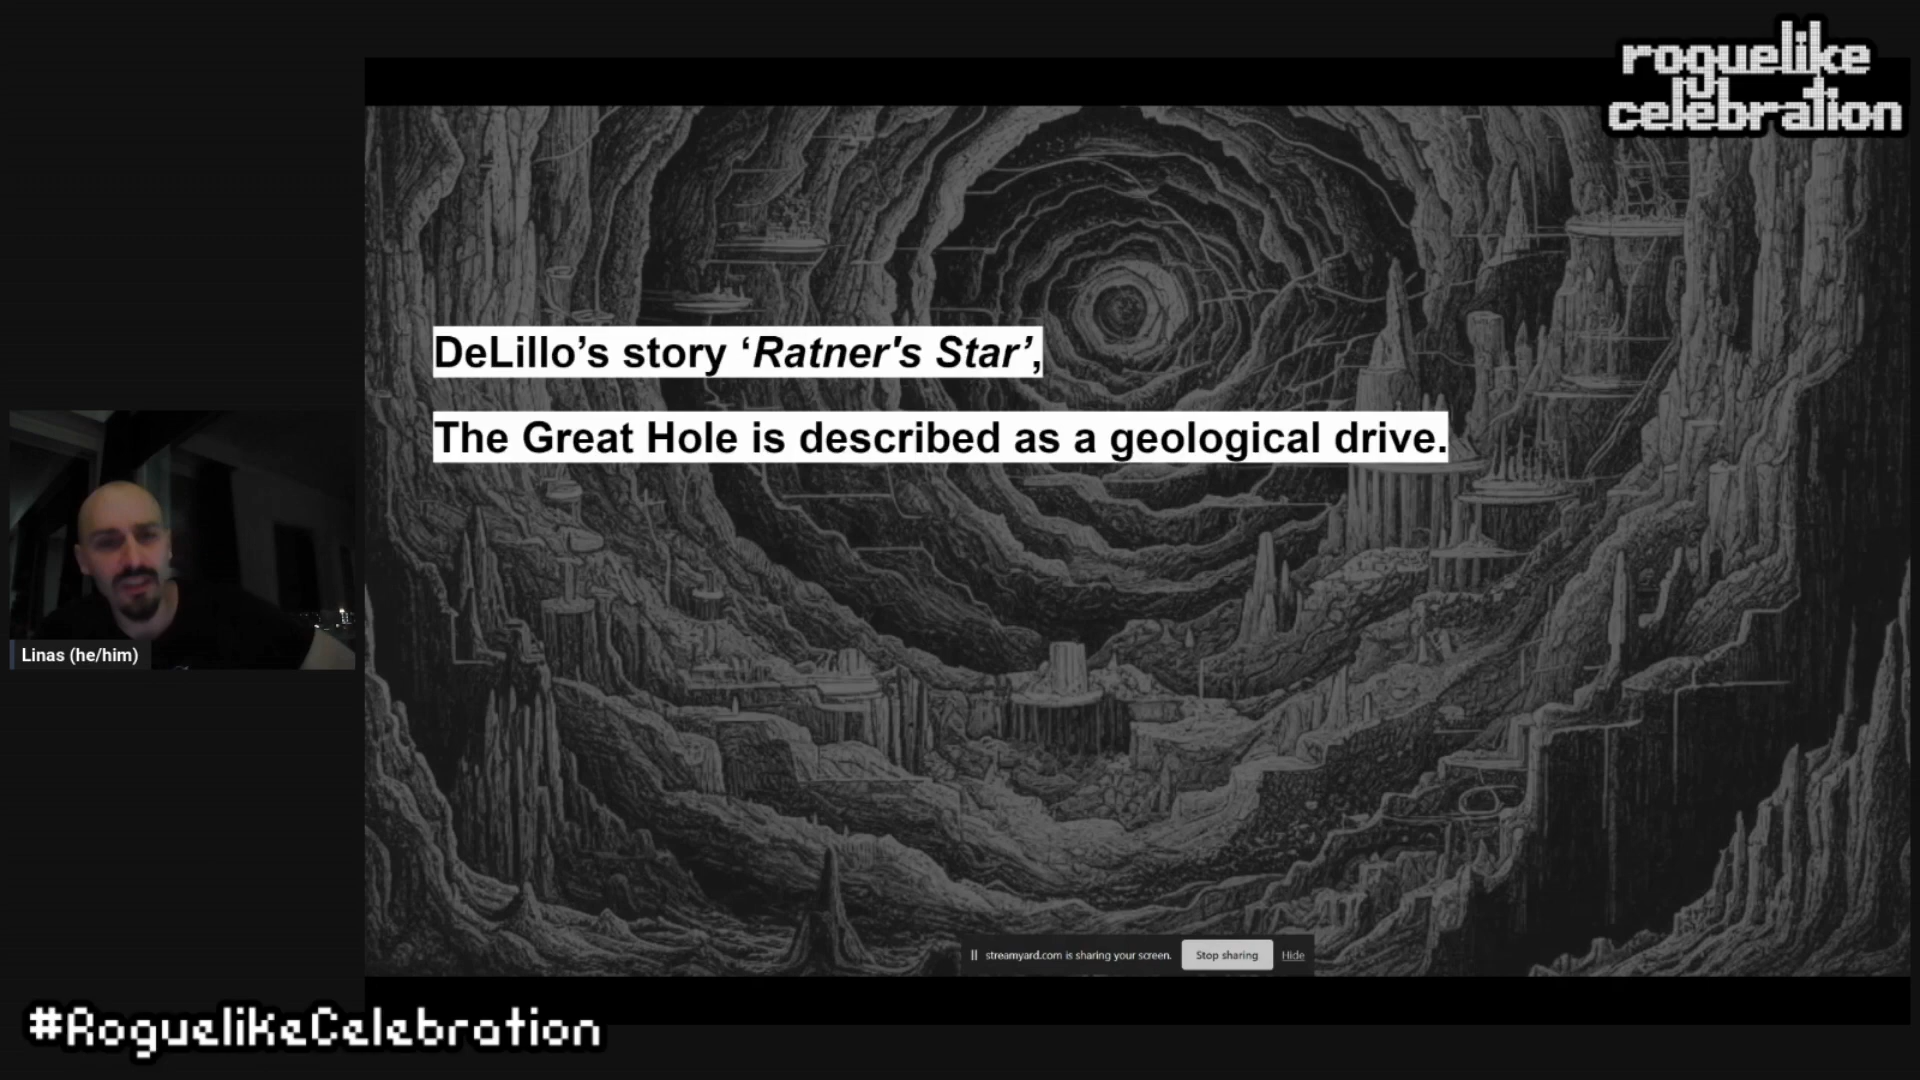 roguelike
celebration
DeLillo’s story ‘Ratner's Star’,
The Great Hole is described as a geological drive.
Linas (he/him)
streamyard.com is sharing your screen. Stop sharing Hide
#RoguelikeCelebration